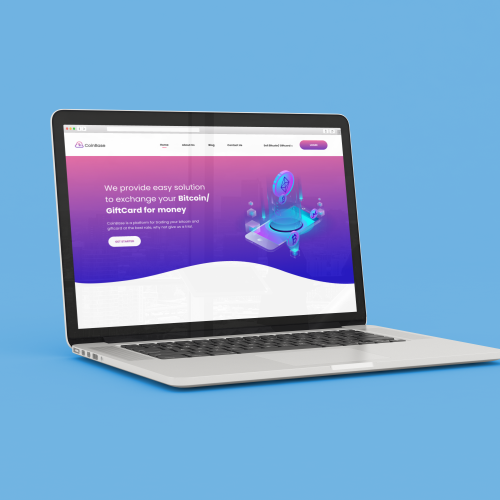 CoinBase
Home
About Us
Blog
Contact Us
We provide easy solution
to exchange your Bitcoin/
GiftCard for money
CoinBase is a platform for trading your bitcoin and
giftcard at the best rate, why not give us a trial.
GET STARTED